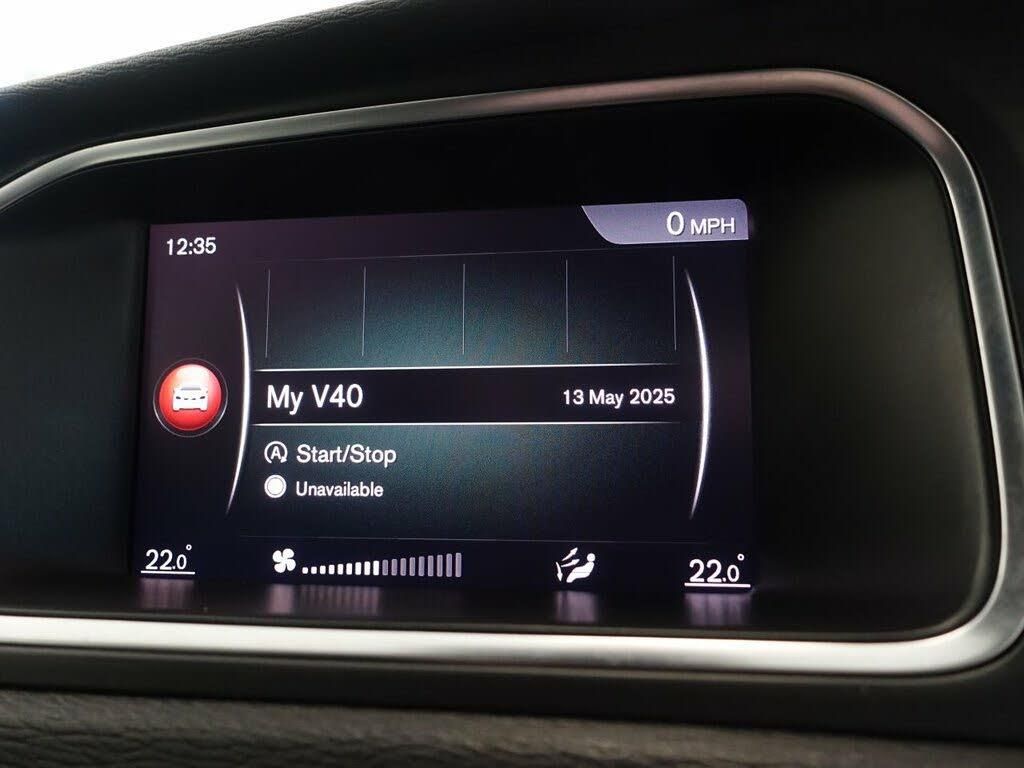 12:35
0 MPH
My V40
13 May 2025
A Start/Stop
Unavailable
22.0°
22.0°